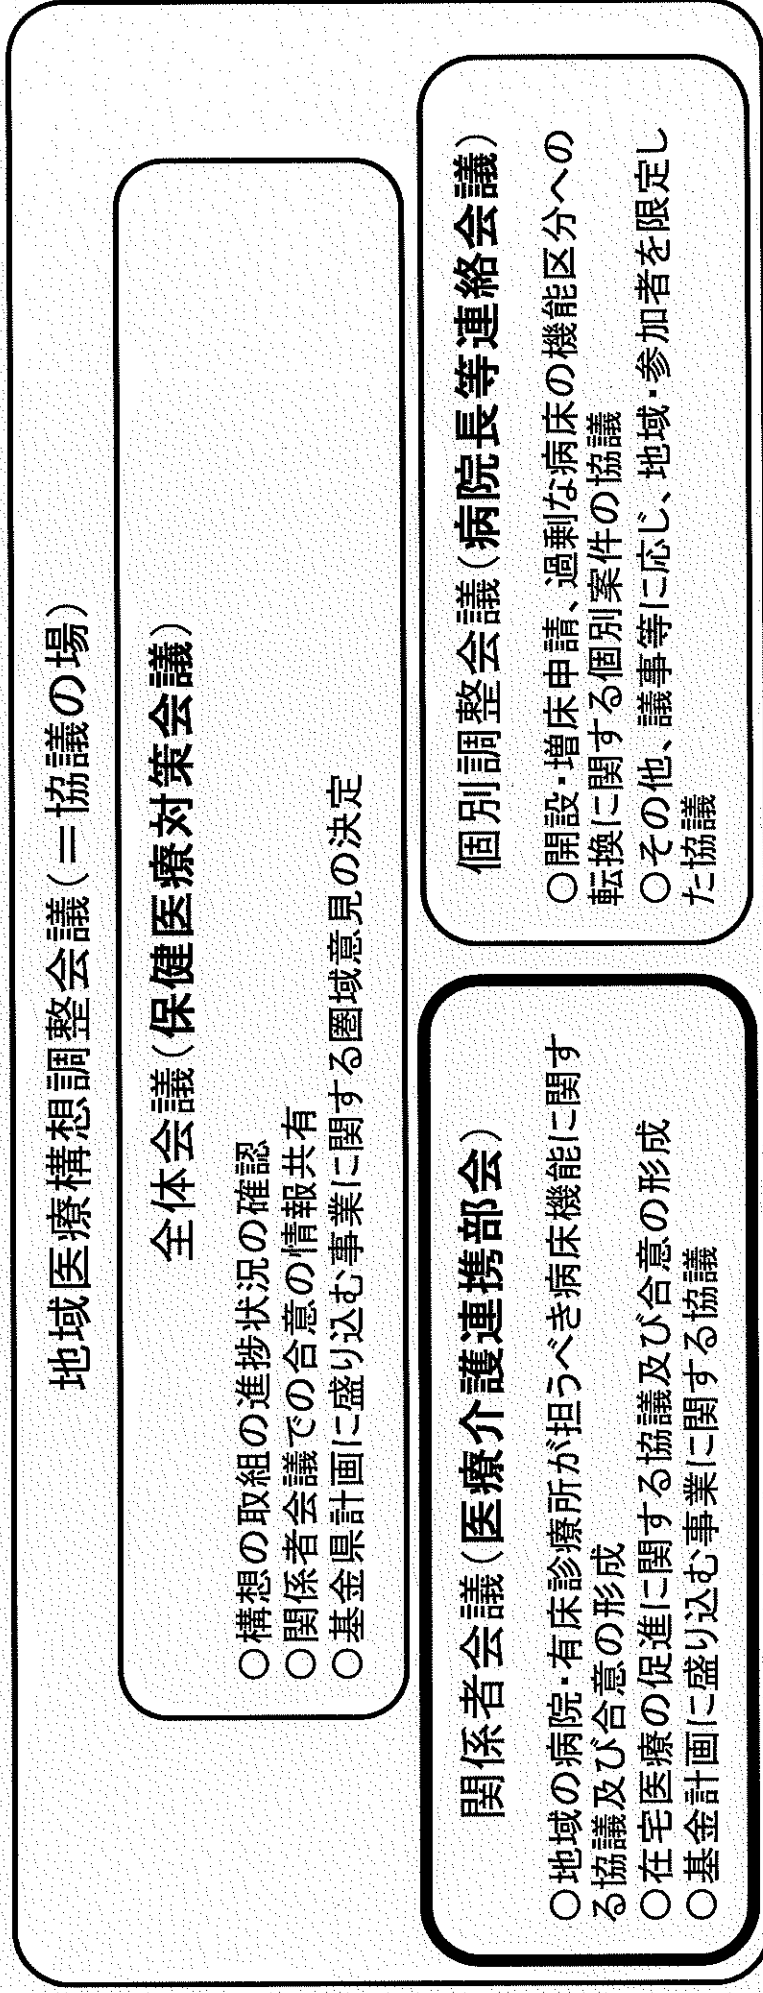 地域医療構想調整会議(=協議の場)
全体会議(保健医療対策会議)
○構想の取組の進捗状況の確認
○関係者会議での合意の情報共有
○基金県計画に盛り込む事業に関する圏域意見の決定
関係者会議(医療介護連携部会)
○地域の病院・有床診療所が担うべき病床機能に関す
る協議及び合意の形成
○在宅医療の促進に関する協議及び合意の形成
○基金計画に盛り込む事業に関する協議
個別調整会議(病院長等連絡会議)
○開設・増床申請、過剰な病床の機能区分への
転換に関する個別案件の協議
○その他、議事等に応じ、地域・参加者を限定し
た協議